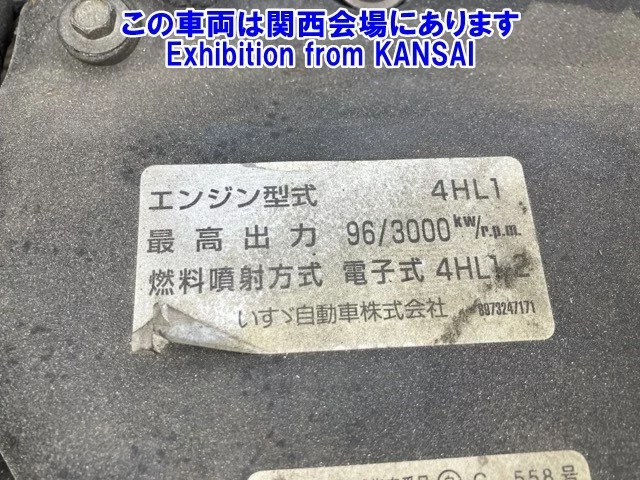 この車両は関西会場にあります
Exhibition from KANSAI
エンジン型式 4HL1
最高出力 96/3000 kw/r.p.m.
燃料噴射方式 電子式 4HL1.2
いすゞ自動車株式会社 8973247171
C 558号